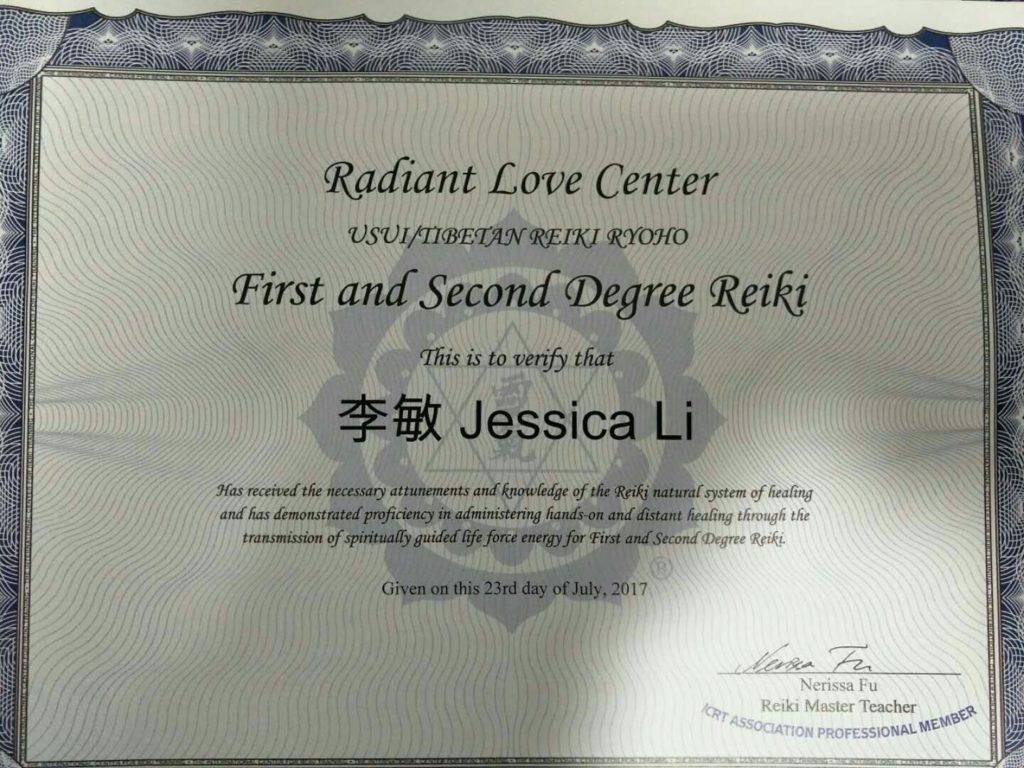 Radiant Love Center
USUI/TIBETAN REIKI RYOHO
First and Second Degree Reiki
This is to verify that
李敏 Jessica Li
靈氣
Has received the necessary attunements and knowledge of the Reiki natural system of healing
and has demonstrated proficiency in administering hands-on and distant healing through the
transmission of spiritually guided life force energy for First and Second Degree Reiki.
®
Given on this 23rd day of July, 2017
Nerissa Fu
Nerissa Fu
Reiki Master Teacher
ICRT ASSOCIATION PROFESSIONAL MEMBER